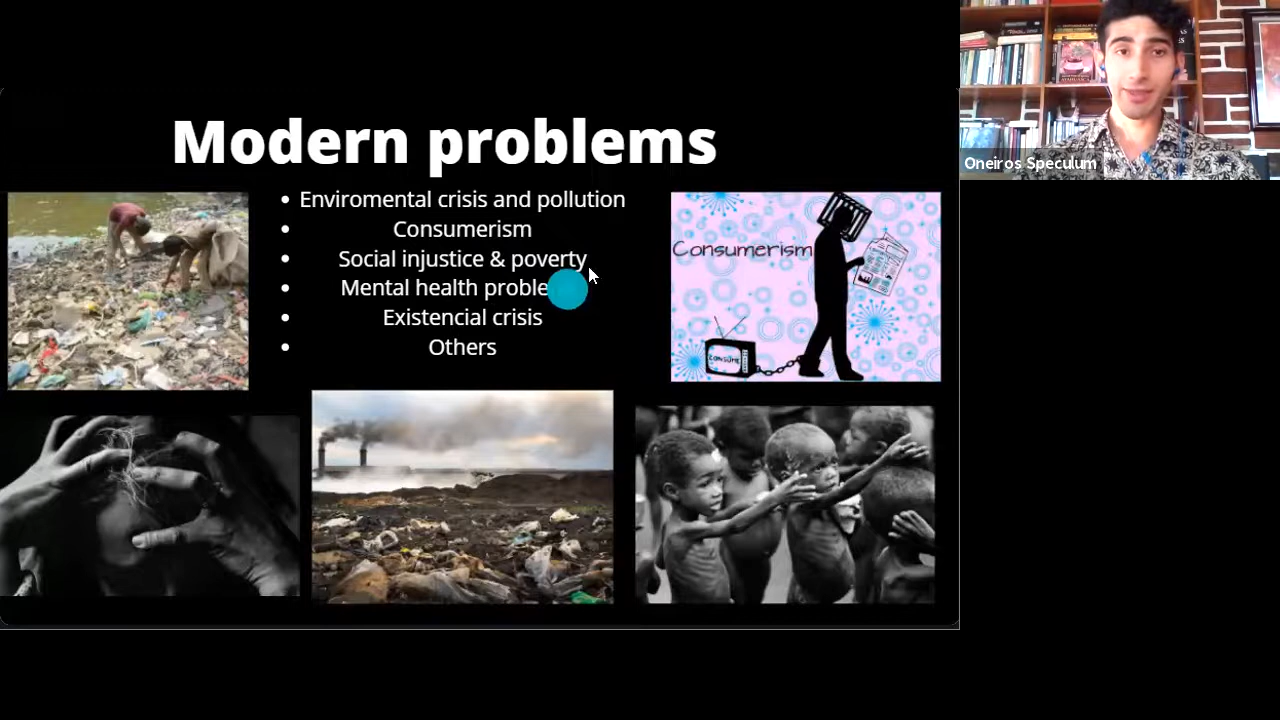 Modern problems
Enviromental crisis and pollution
Consumerism
Social injustice & poverty
Mental health proble
Existencial crisis
Others
Consumerism
CONSUME
Oneiros Speculum